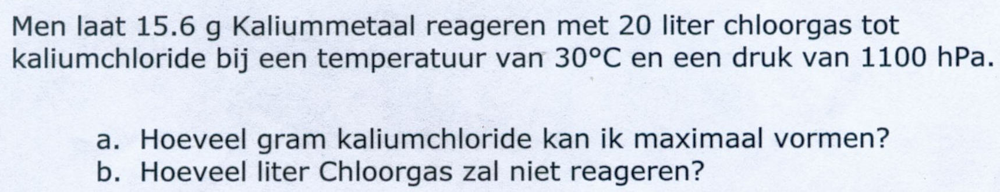 Men laat 15.6 g Kaliummetaal reageren met 20 liter chloorgas tot
kaliumchloride bij een temperatuur van 30°C en een druk van 1100 hPa.
a. Hoeveel gram kaliumchloride kan ik maximaal vormen?
b. Hoeveel liter Chloorgas zal niet reageren?